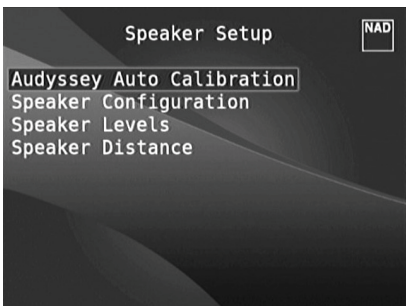 Speaker Setup
NAD
Audyssey Auto Calibration
Speaker Configuration
Speaker Levels
Speaker Distance